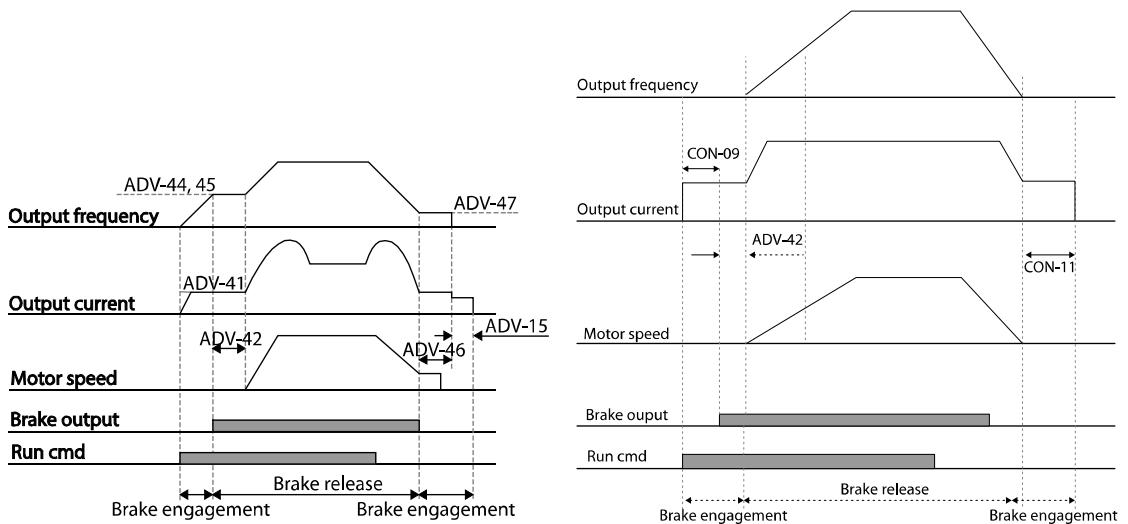 ADV-44, 45
ADV-47
Output frequency
ADV-41
Output current
ADV-15
ADV-42
ADV-46
Motor speed
Brake output
Run cmd
Brake release
Brake engagement
Brake engagement
Output frequency
CON-09
Output current
ADV-42
CON-11
Motor speed
Brake ouput
Run cmd
Brake release
Brake engagement
Brake engagement